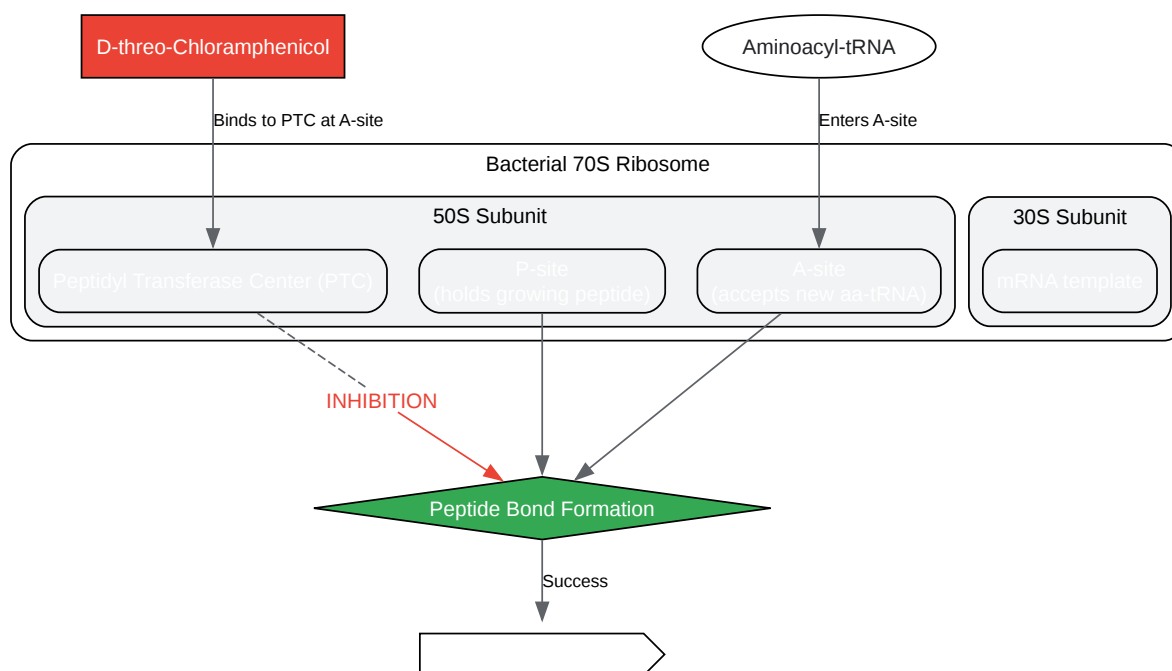 D-threo-Chloramphenicol
Aminoacyl-tRNA
Binds to PTC at A-site
Enters A-site
Bacterial 70S Ribosome
50S Subunit
30S Subunit
Peptidyl Transferase Center (PTC)
P-site
(holds growing peptide)
A-site
(accepts new aa-tRNA)
mRNA template
INHIBITION
Peptide Bond Formation
Success